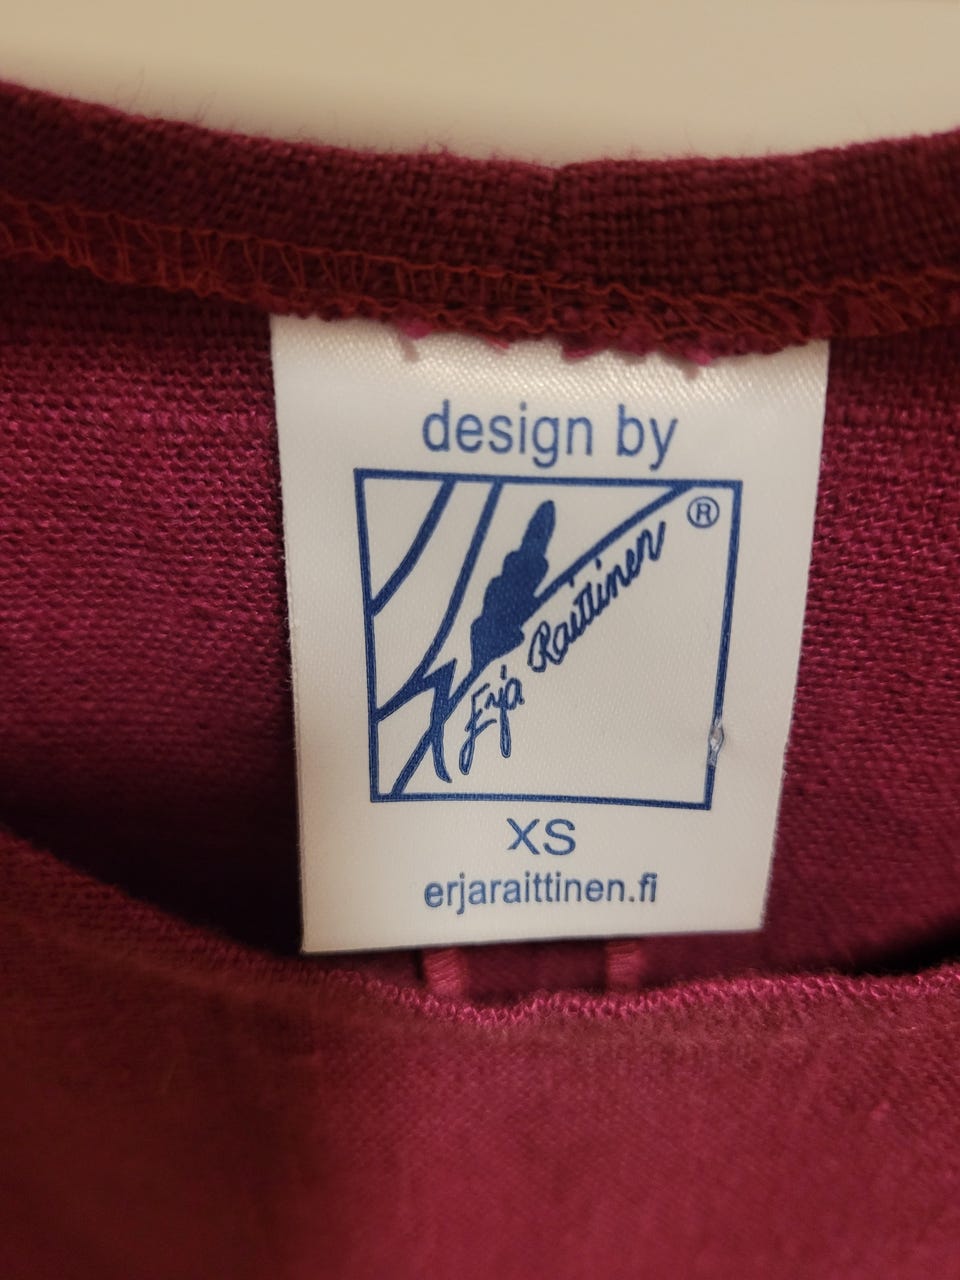 design by
®
Erja Raittinen
XS
erjaraittinen.fi